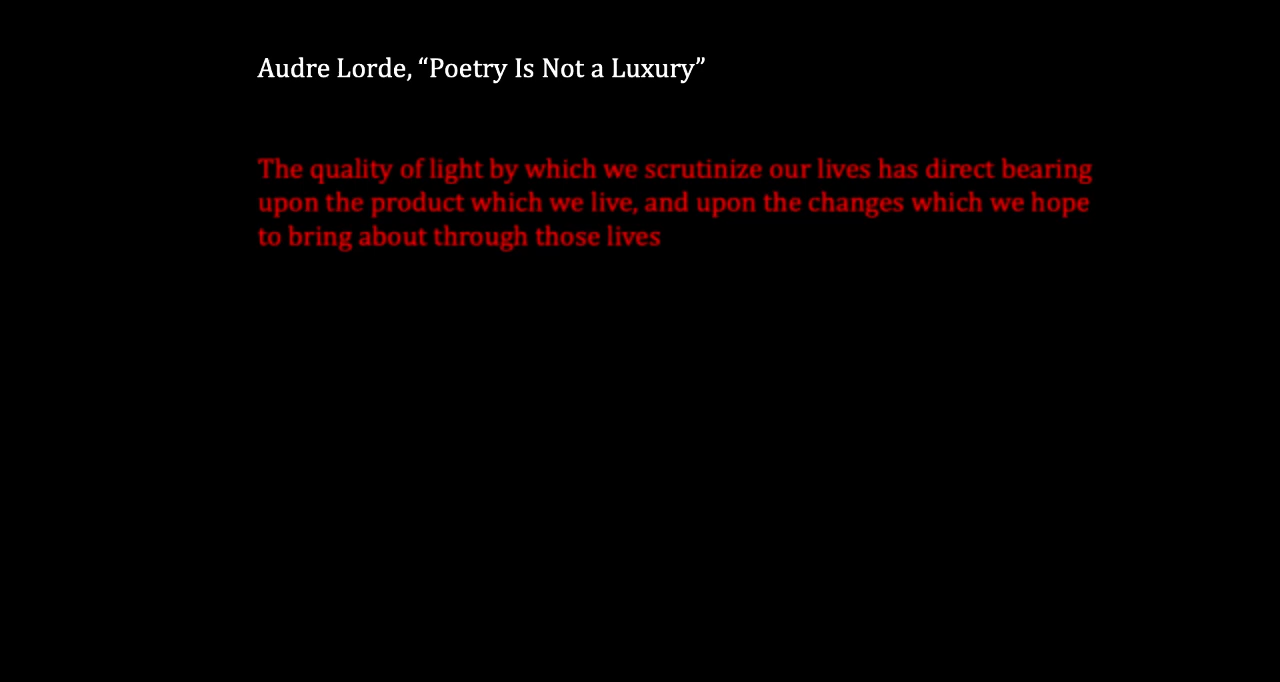 Audre Lorde, “Poetry Is Not a Luxury”
The quality of light by which we scrutinize our lives has direct bearing
upon the product which we live, and upon the changes which we hope
to bring about through those lives